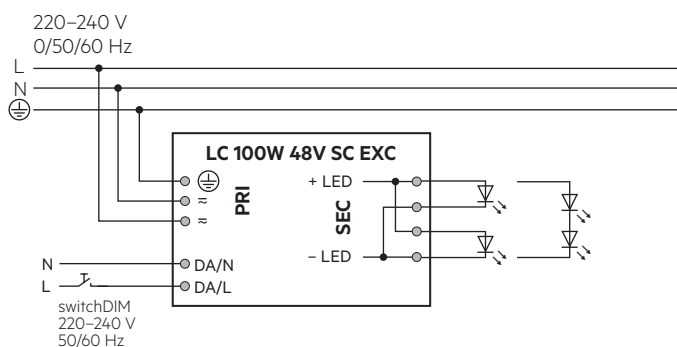 220–240 V
0/50/60 Hz
L
N
LC 100W 48V SC EXC
PRI
≂
≂
+ LED
SEC
– LED
N
DA/N
L
DA/L
switchDIM
220–240 V
50/60 Hz